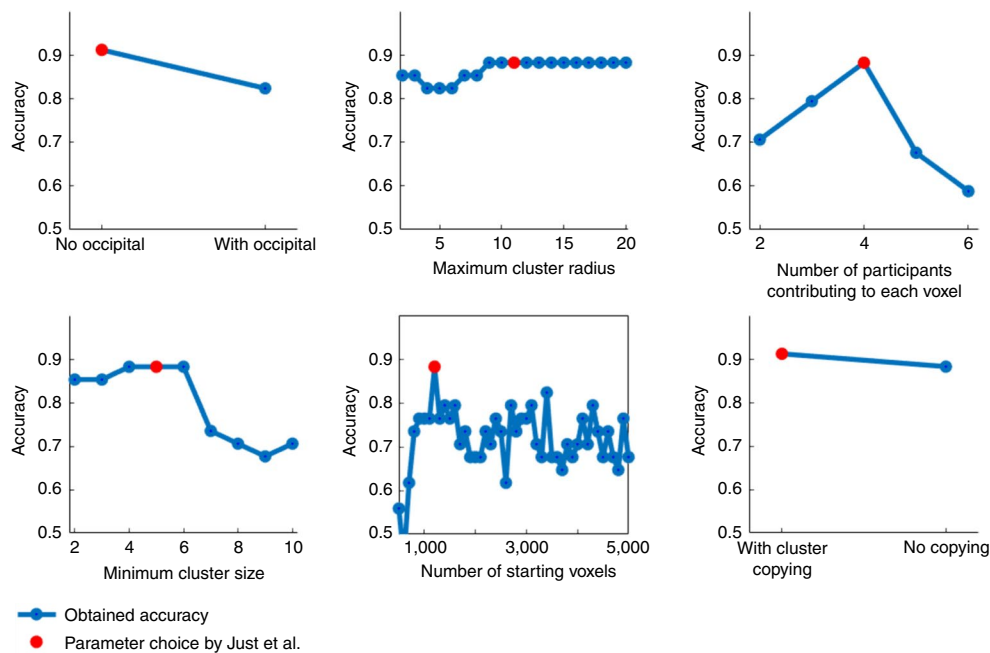 Accuracy
0.9
0.8
0.7
0.6
0.5
No occipital
With occipital
Accuracy
0.9
0.8
0.7
0.6
0.5
5
10
15
20
Maximum cluster radius
Accuracy
0.9
0.8
0.7
0.6
0.5
2
4
6
Number of participants
contributing to each voxel
Accuracy
0.9
0.8
0.7
0.6
0.5
2
4
6
8
10
Minimum cluster size
Accuracy
0.9
0.8
0.7
0.6
0.5
1,000
3,000
5,000
Number of starting voxels
Accuracy
0.9
0.8
0.7
0.6
0.5
With cluster
copying
No copying
Obtained accuracy
Parameter choice by Just et al.